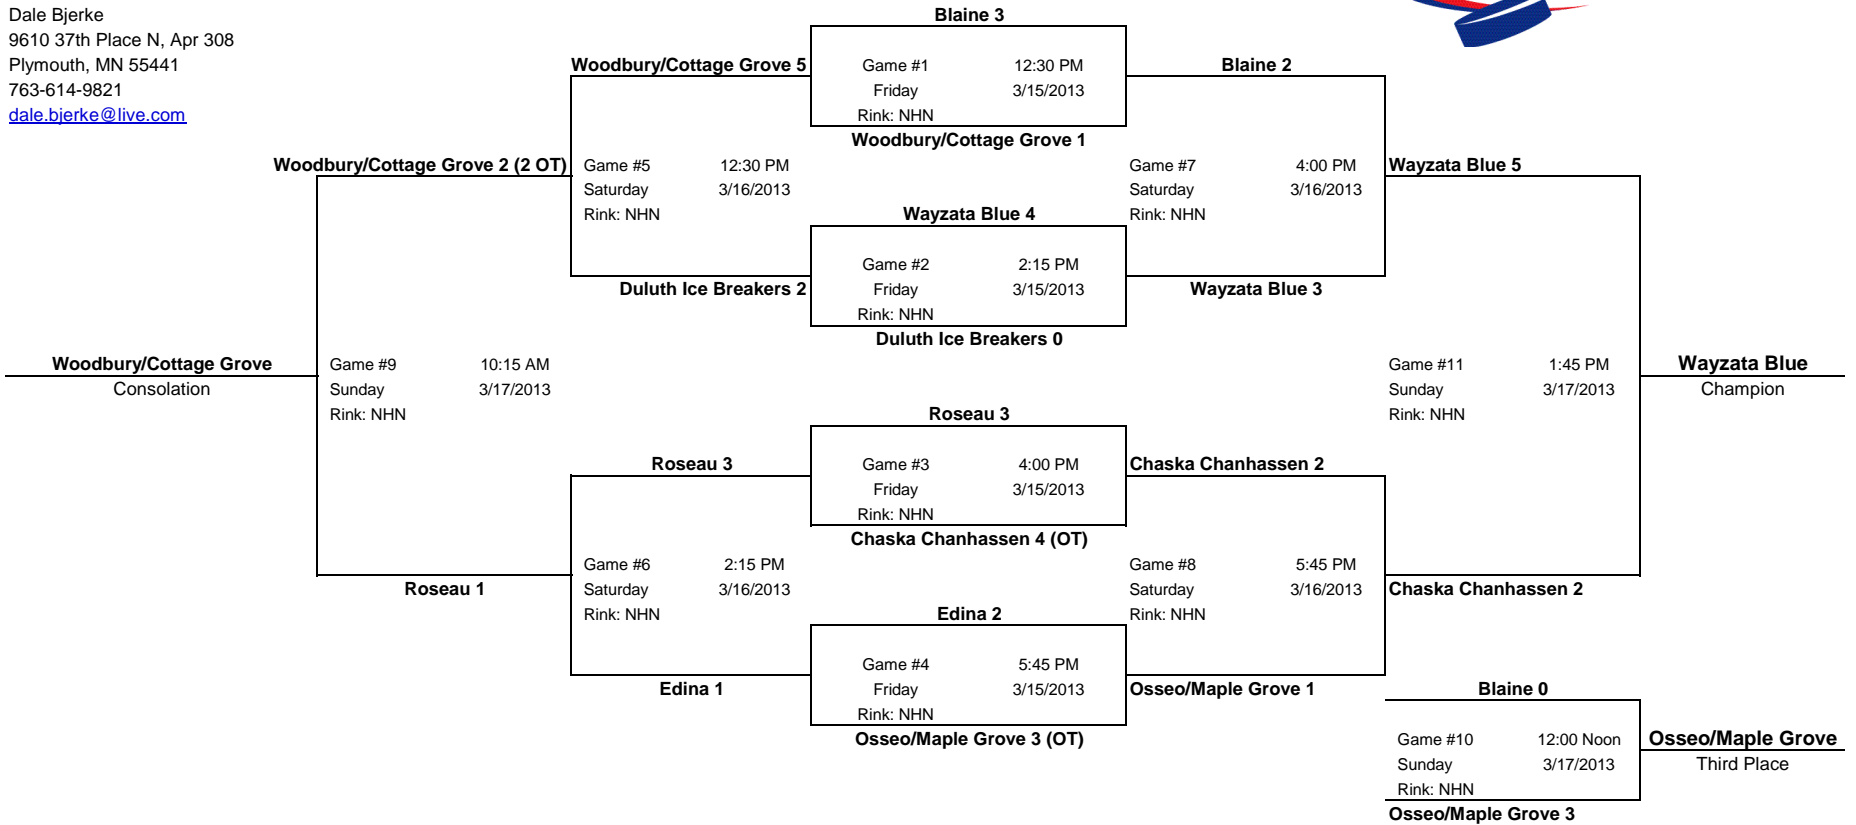 Dale Bjerke
9610 37th Place N, Apr 308
Plymouth, MN 55441
763-614-9821
dale.bjerke@live.com
Blaine 3
Game #1 12:30 PM
Friday 3/15/2013
Rink: NHN
Woodbury/Cottage Grove 1
Wayzata Blue 4
Game #2 2:15 PM
Friday 3/15/2013
Rink: NHN
Duluth Ice Breakers 0
Roseau 3
Game #3 4:00 PM
Friday 3/15/2013
Rink: NHN
Chaska Chanhassen 4 (OT)
Edina 2
Game #4 5:45 PM
Friday 3/15/2013
Rink: NHN
Osseo/Maple Grove 3 (OT)
Woodbury/Cottage Grove 5
Game #5 12:30 PM
Saturday 3/16/2013
Rink: NHN
Duluth Ice Breakers 2
Roseau 3
Game #6 2:15 PM
Saturday 3/16/2013
Rink: NHN
Edina 1
Blaine 2
Game #7 4:00 PM
Saturday 3/16/2013
Rink: NHN
Wayzata Blue 3
Chaska Chanhassen 2
Game #8 5:45 PM
Saturday 3/16/2013
Rink: NHN
Osseo/Maple Grove 1
Woodbury/Cottage Grove 2 (2 OT)
Game #9 10:15 AM
Sunday 3/17/2013
Rink: NHN
Roseau 1
Woodbury/Cottage Grove
Consolation
Wayzata Blue 5
Game #11 1:45 PM
Sunday 3/17/2013
Rink: NHN
Chaska Chanhassen 2
Wayzata Blue
Champion
Blaine 0
Game #10 12:00 Noon
Sunday 3/17/2013
Rink: NHN
Osseo/Maple Grove 3
Osseo/Maple Grove
Third Place